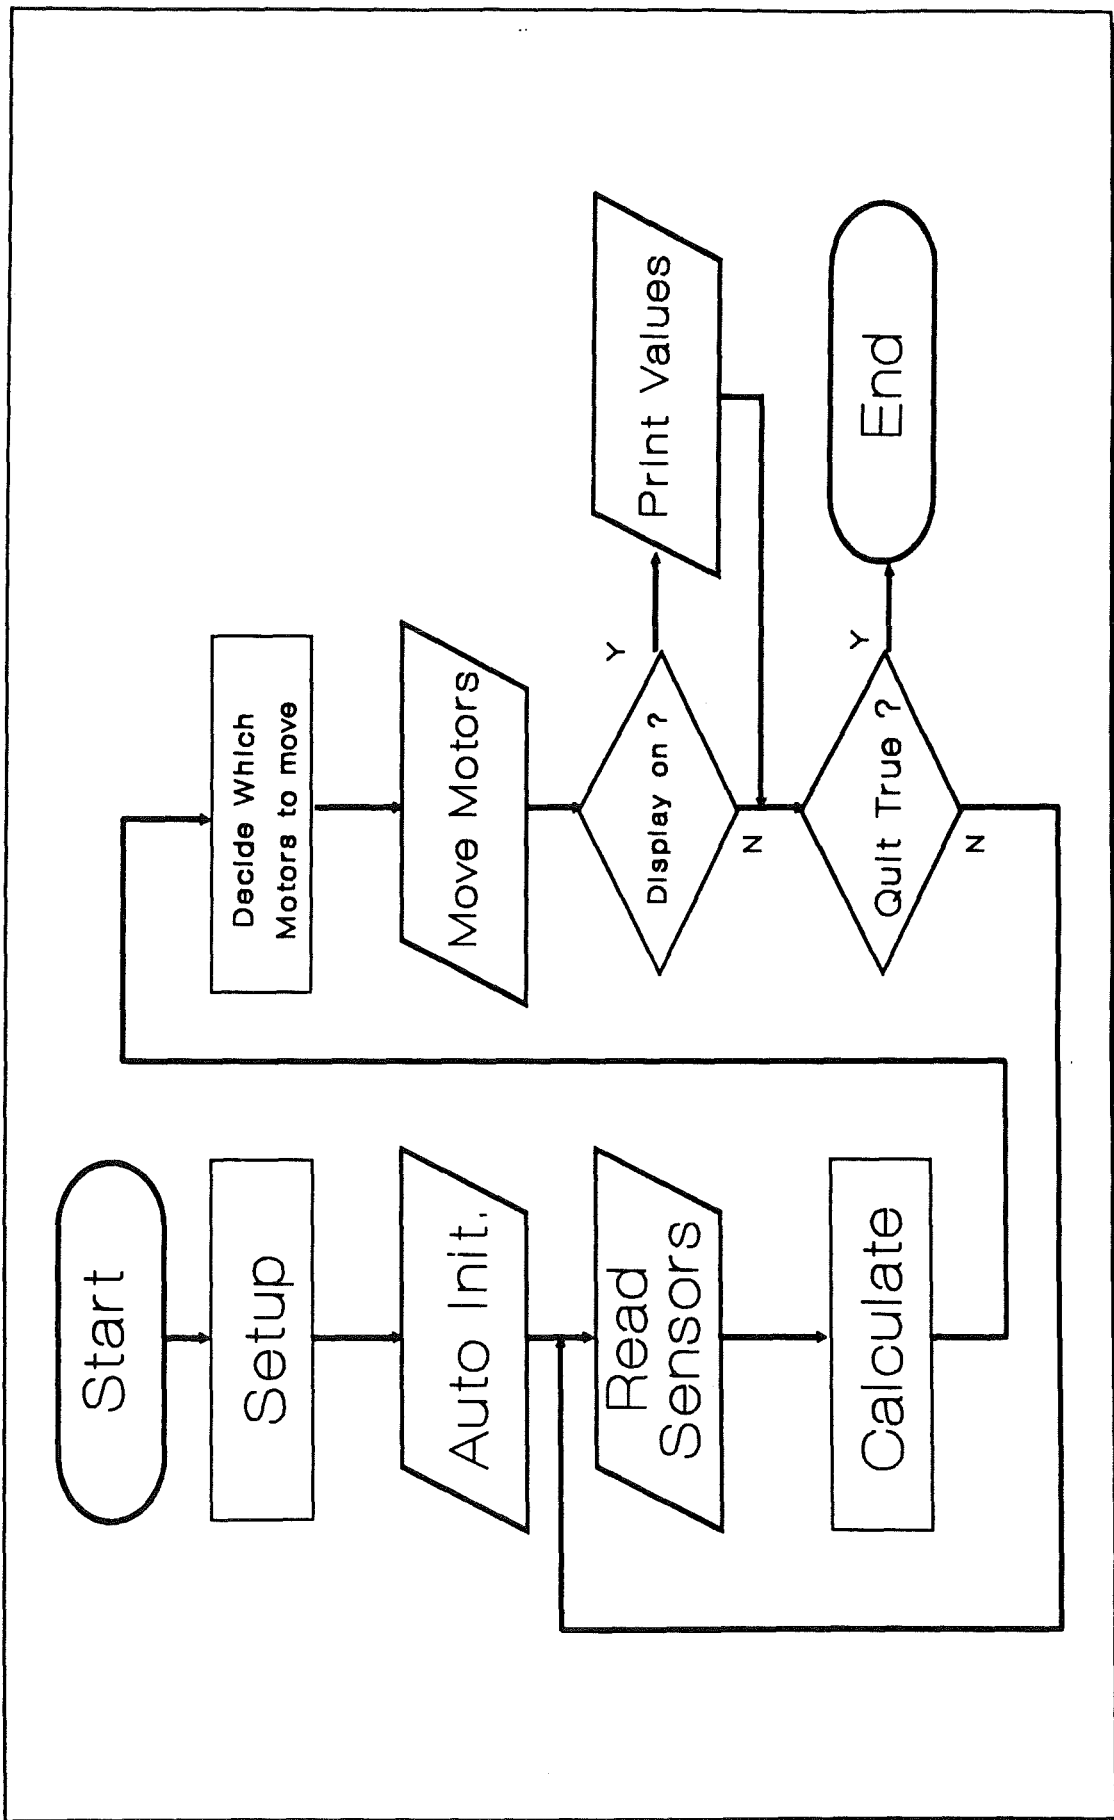 Start
Setup
Auto Init.
Read
Sensors
Calculate
Decide Which
Motors to move
Move Motors
Display on ?
Y
N
Print Values
Quit True ?
Y
N
End